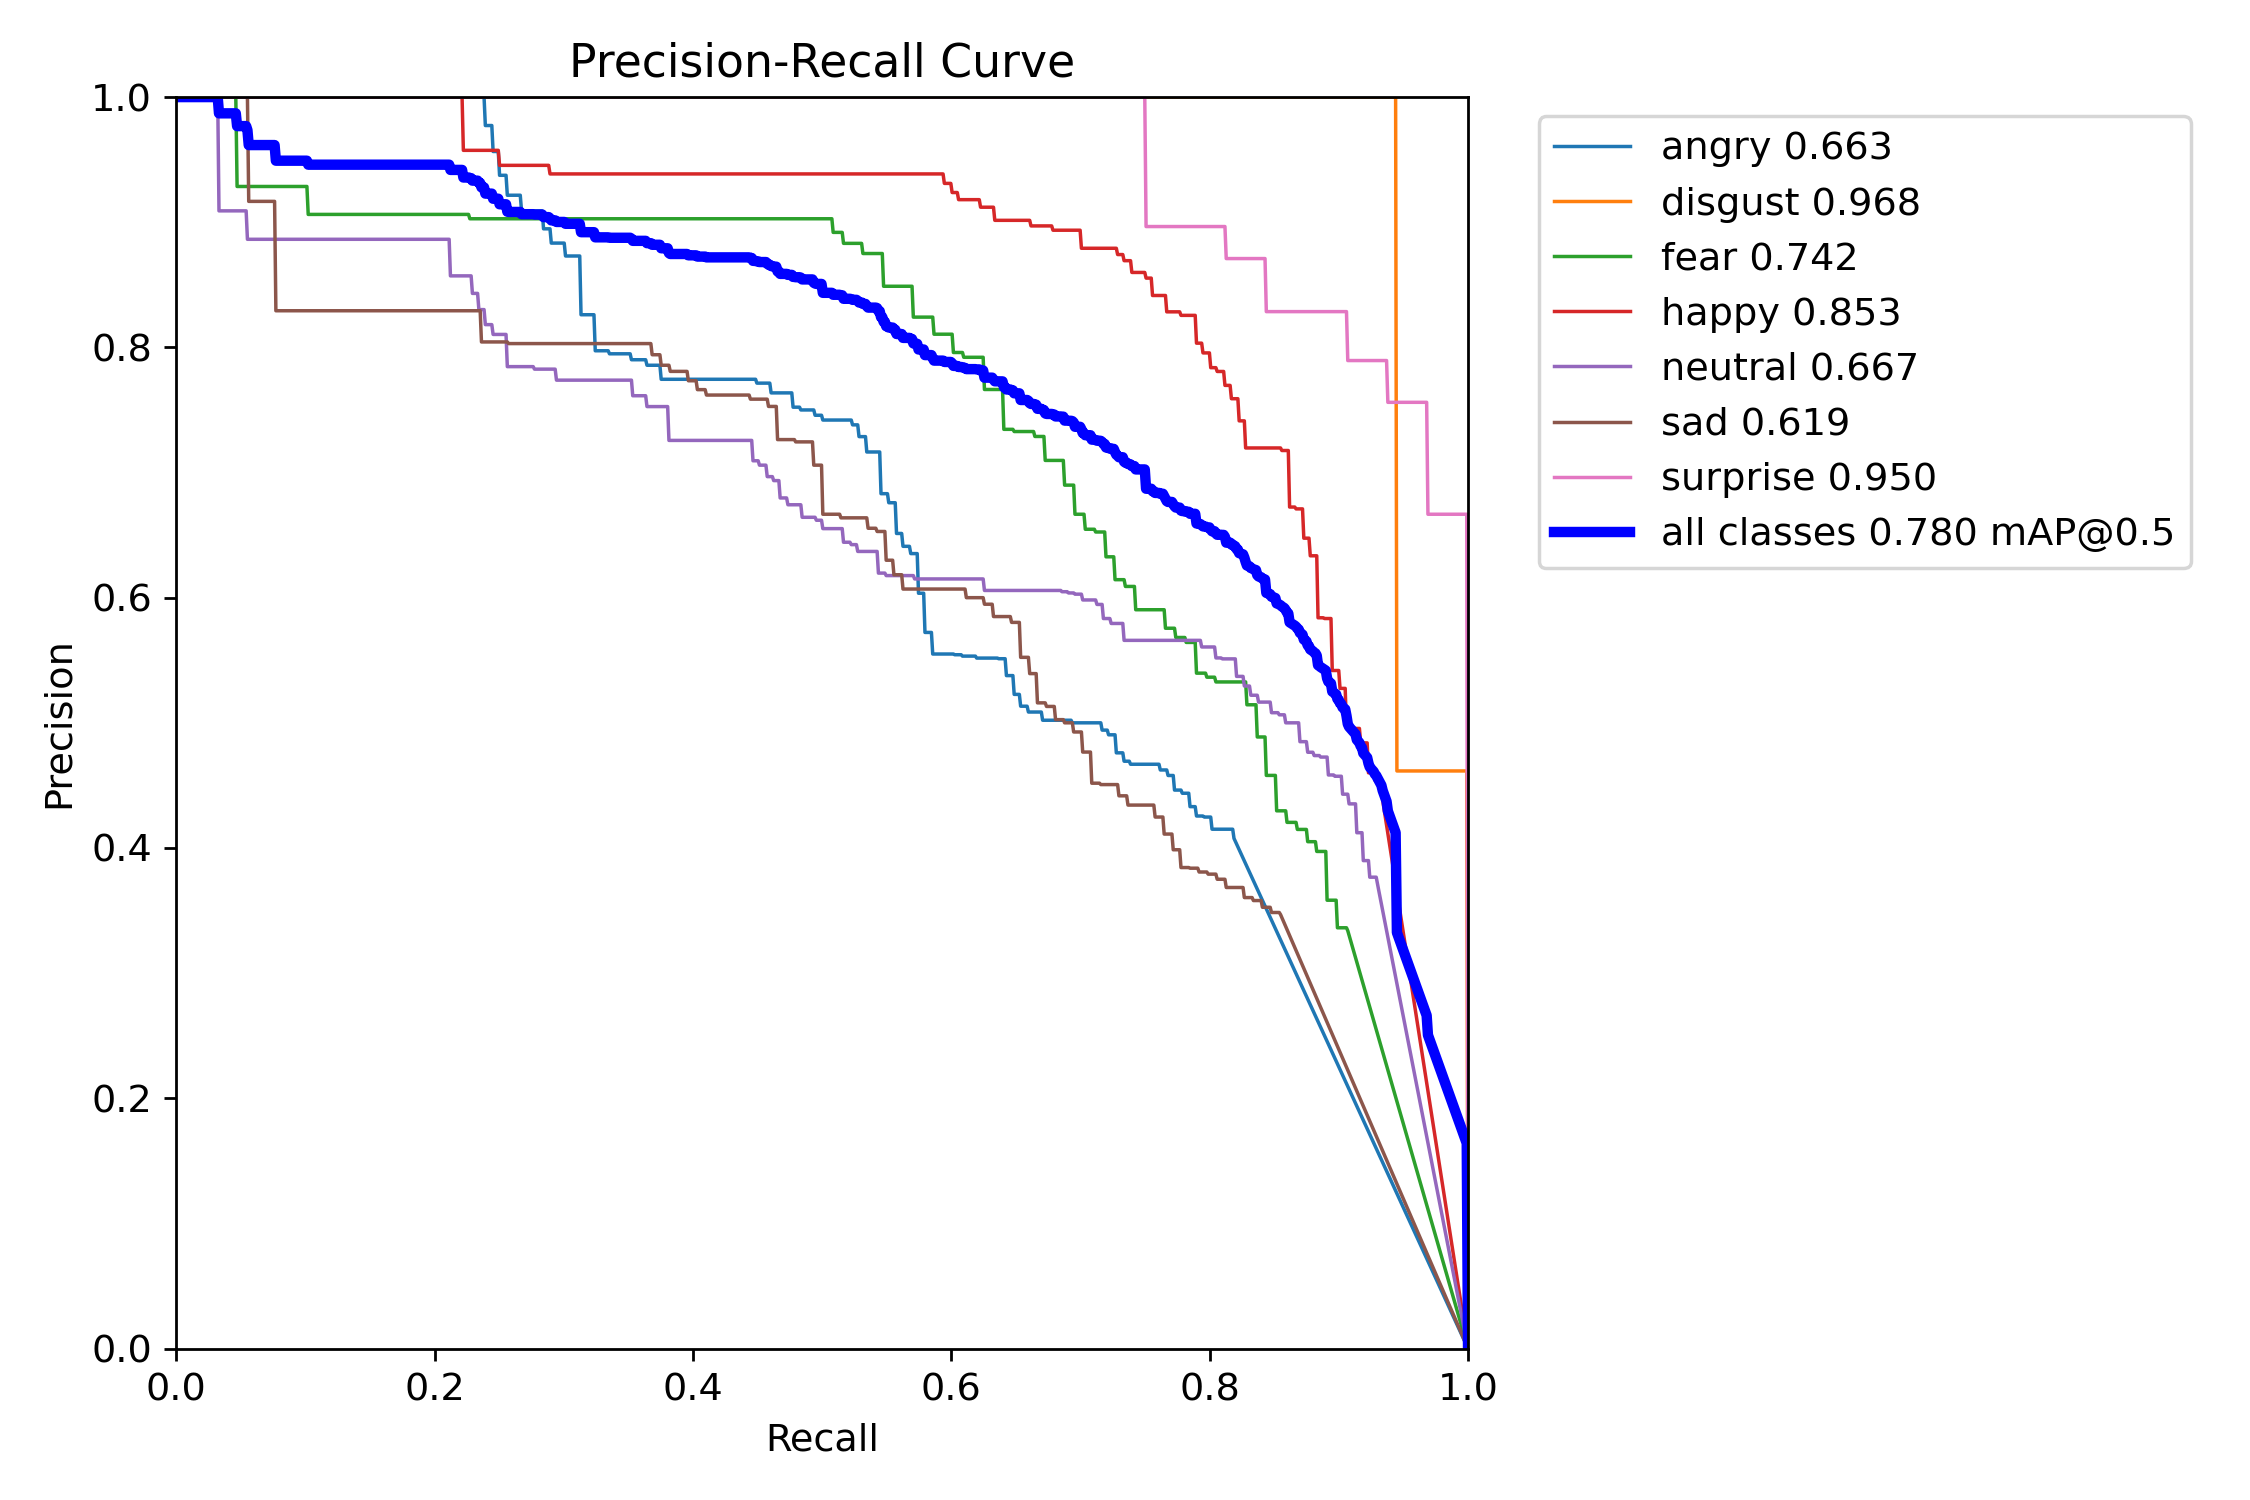 Precision-Recall Curve
1.0
0.8
0.6
0.4
0.2
0.0
Precision
0.0 0.2 0.4 0.6 0.8 1.0
Recall
angry 0.663
disgust 0.968
fear 0.742
happy 0.853
neutral 0.667
sad 0.619
surprise 0.950
all classes 0.780 mAP@0.5